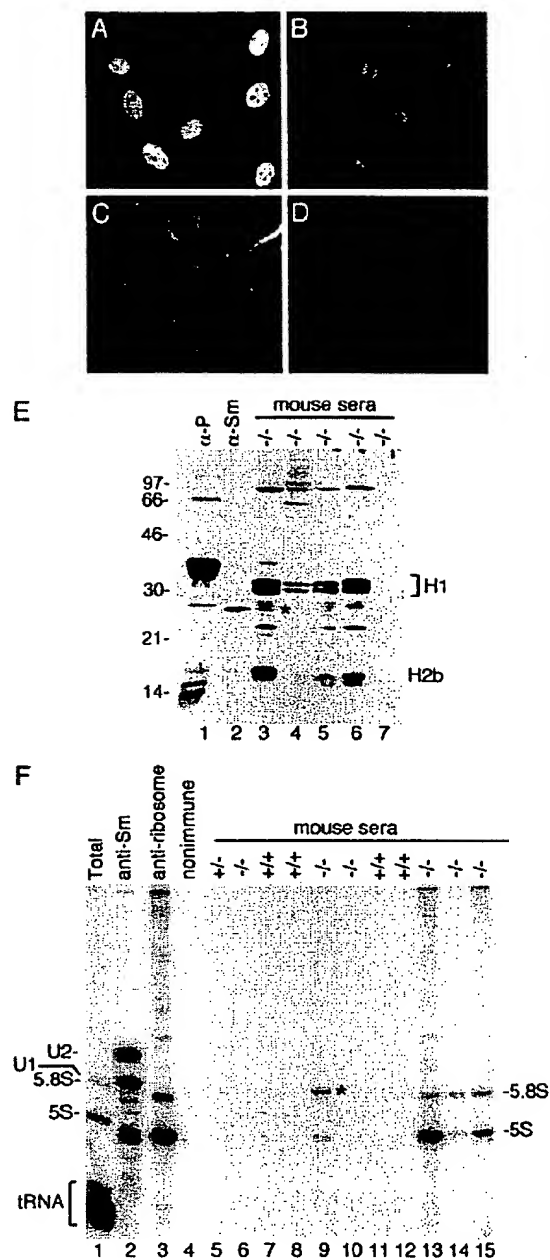 A
B
C
D
E
mouse sera
α-P
α-Sm
-/-
-/-
-/-
-/-
-/-
97-
66-
46-
30-
21-
14-
H1
*
H2b
1 2 3 4 5 6 7
F
Total
anti-Sm
anti-ribosome
nonimmune
mouse sera
+/-
-/-
+/+
+/+
-/-
-/-
+/+
+/+
-/-
-/-
-/-
U2-
U1
5.8S-
5S-
tRNA
*
-5.8S
-5S
1 2 3 4 5 6 7 8 9 10 11 12 13 14 15